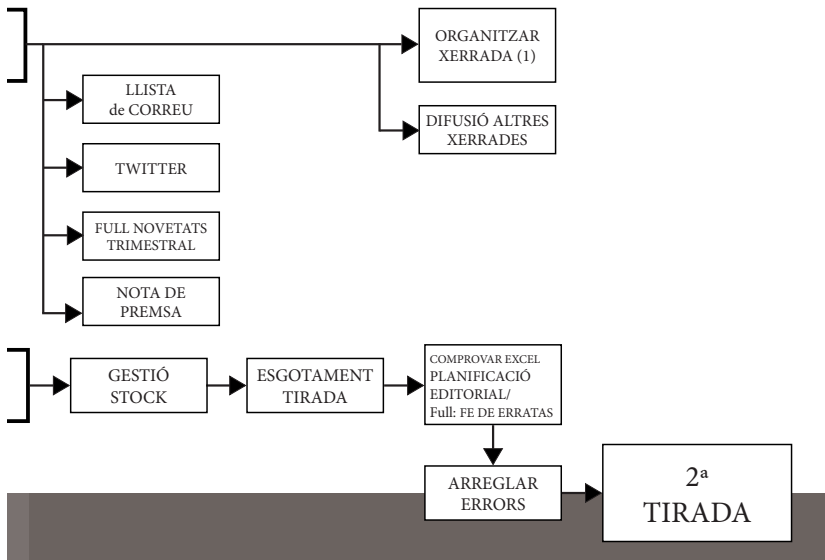 ORGANITZAR
XERRADA (1)
LLISTA
de CORREU
DIFUSIÓ ALTRES
XERRADES
TWITTER
FULL NOVETATS
TRIMESTRAL
NOTA DE
PREMSA
GESTIÓ
STOCK
ESGOTAMENT
TIRADA
COMPROVAR EXCEL
PLANIFICACIÓ
EDITORIAL/
Full: FE DE ERRATAS
ARREGLAR
ERRORS
2ª
TIRADA